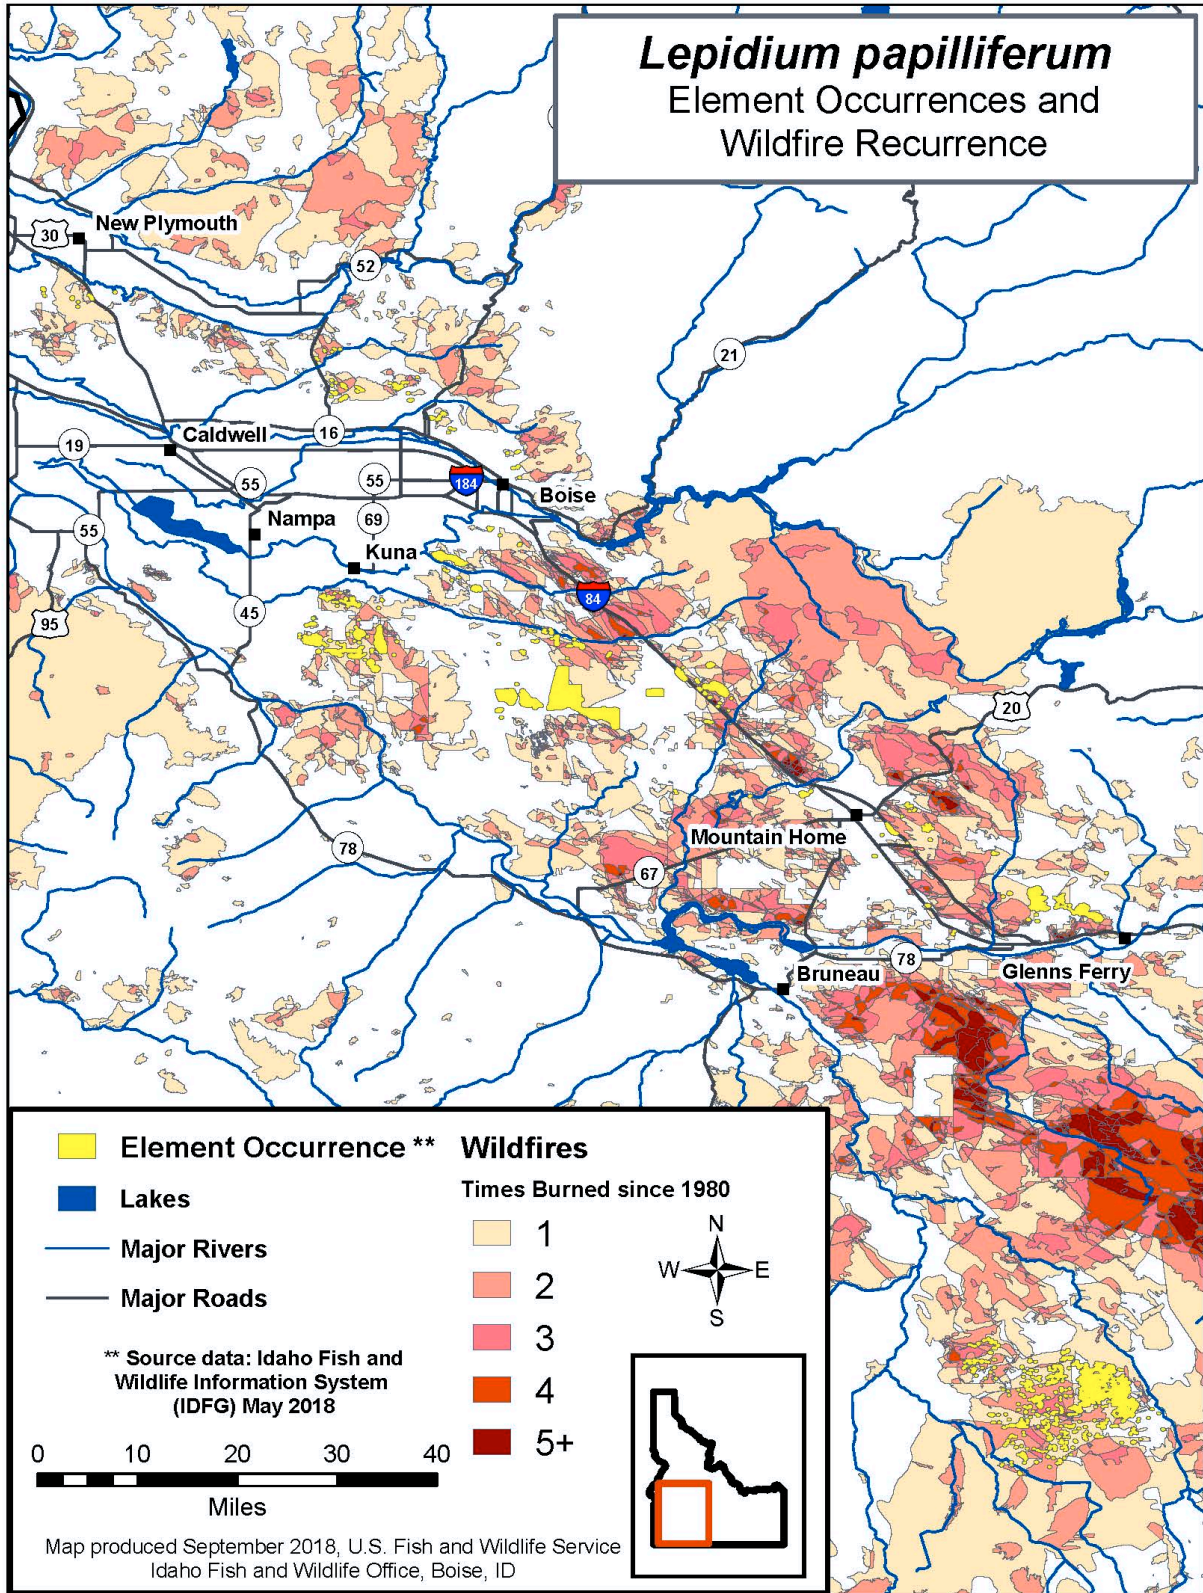 Lepidium papilliferum
Element Occurrences and
Wildfire Recurrence
New Plymouth
30
52
21
Caldwell
16
19
55
55
184
Boise
Nampa
69
55
Kuna
84
45
95
20
Mountain Home
78
67
78
Bruneau
Glenns Ferry
Element Occurrence **
Lakes
Major Rivers
Major Roads
** Source data: Idaho Fish and
Wildlife Information System
(IDFG) May 2018
Wildfires
Times Burned since 1980
1
2
3
4
5+
N
W E
S
0 10 20 30 40
Miles
Map produced September 2018, U.S. Fish and Wildlife Service
Idaho Fish and Wildlife Office, Boise, ID